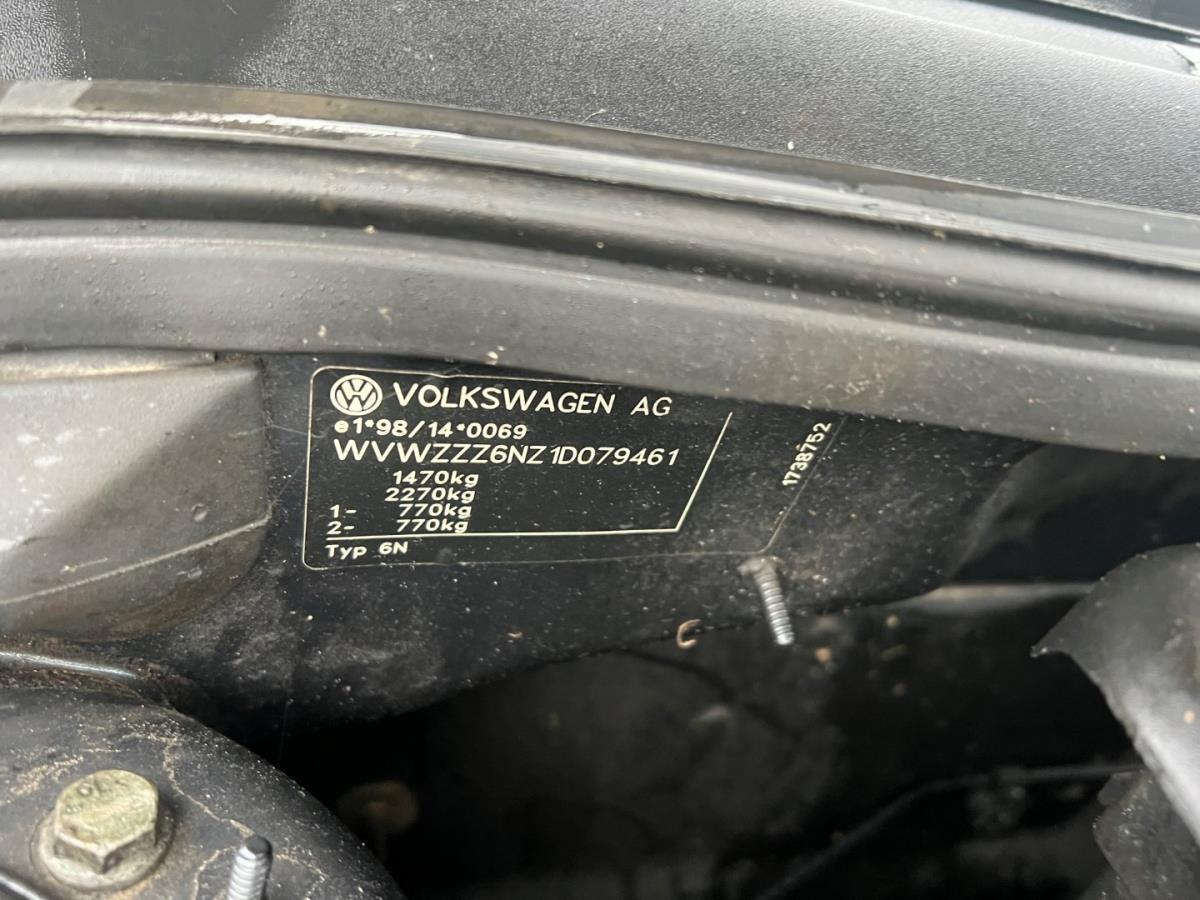 VOLKSWAGEN AG
e1*98/14*0069
WVWZZZ6NZ1D079461
1470kg
2270kg
1- 770kg
2- 770kg
Typ 6N
1738752